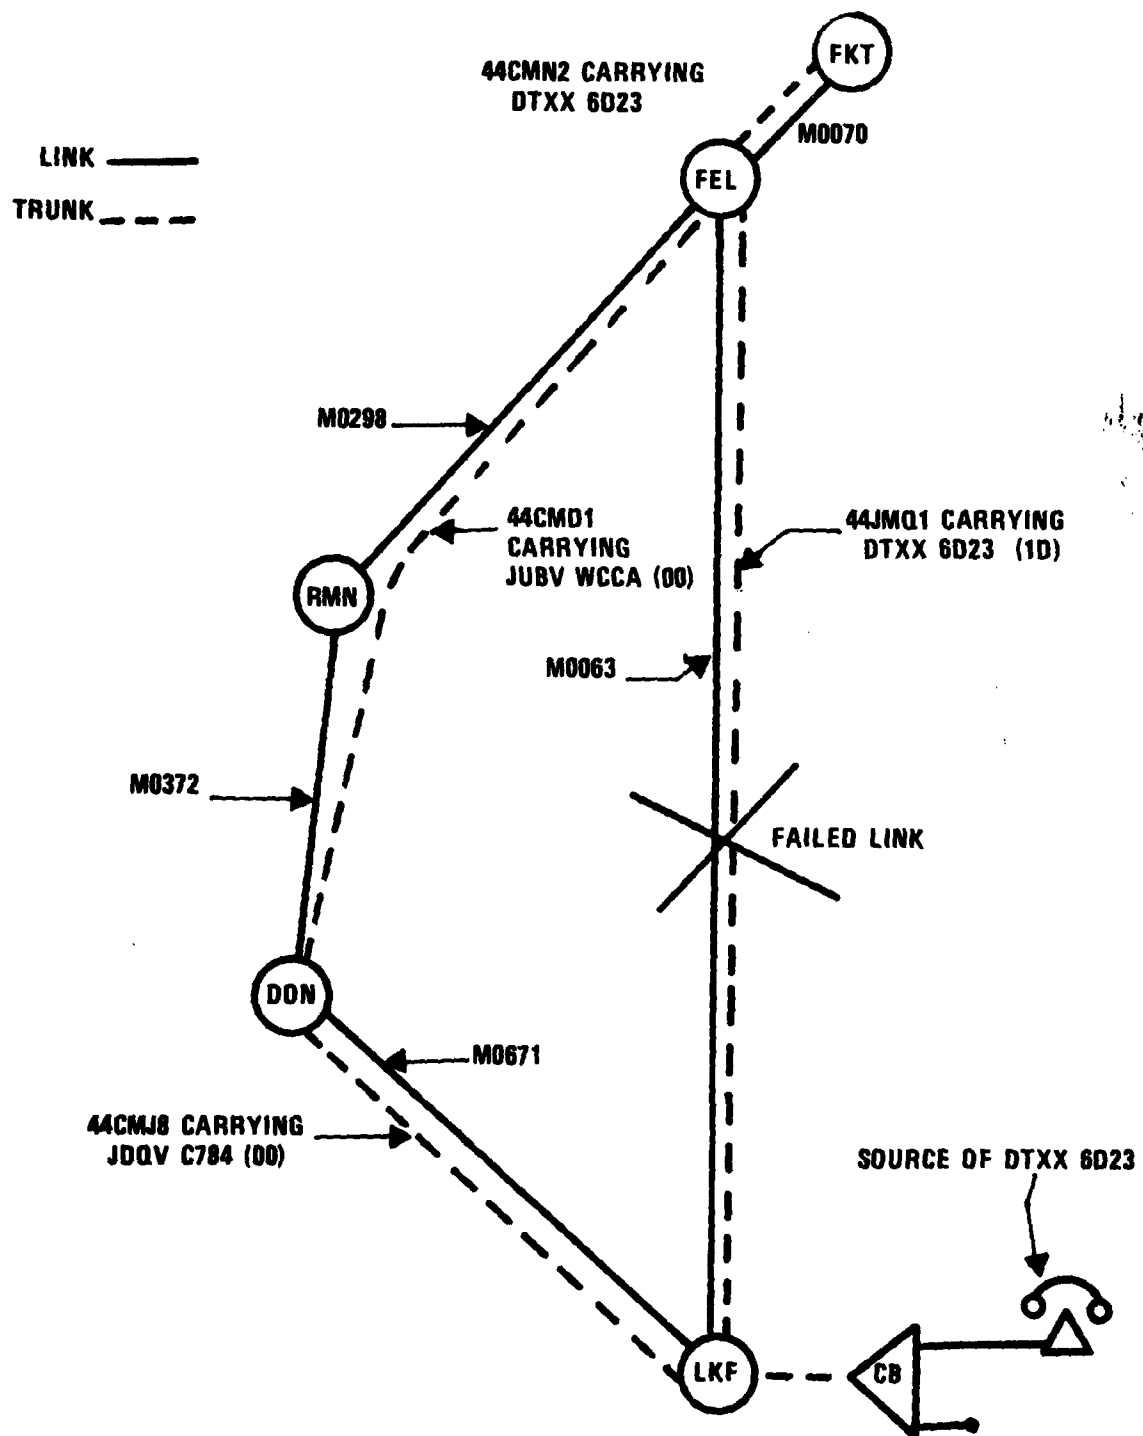 FKT
44CMN2 CARRYING
DTXX 6D23
M0070
LINK
FEL
TRUNK
M0298
44CMD1
CARRYING
JUBV WCCA (00)
44JMQ1 CARRYING
DTXX 6D23 (1D)
RMN
M0063
M0372
FAILED LINK
DON
M0671
44CMJ8 CARRYING
JDQV C784 (00)
SOURCE OF DTXX 6D23
LKF
CB